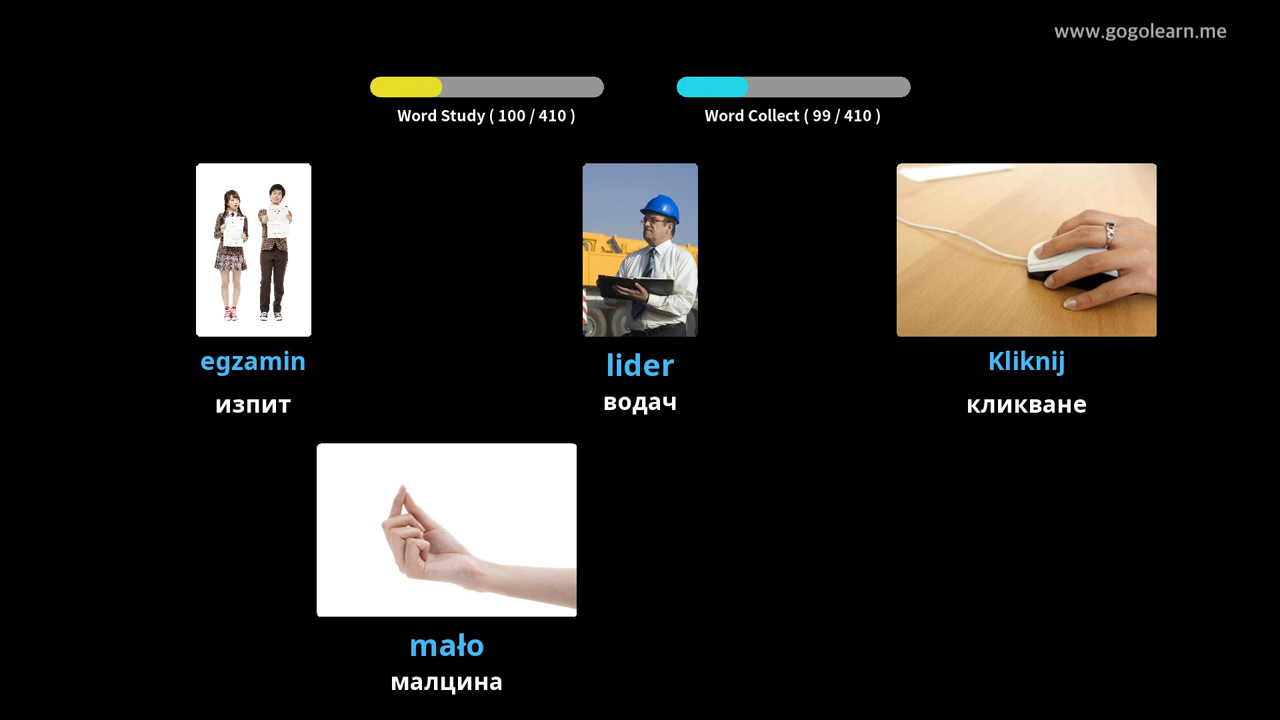 www.gogolearn.me
Word Study ( 100 / 410 )
Word Collect ( 99 / 410 )
egzamin
изпит
lider
водач
Kliknij
кликване
mało
малцина